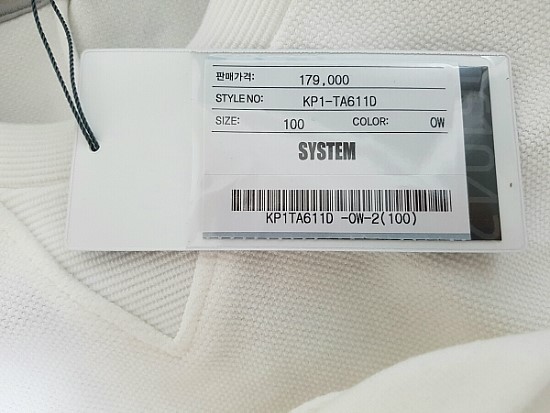 판매가격: 179,000
STYLE NO: KP1-TA611D
SIZE: 100 COLOR: OW
SYSTEM
KP1TA611D -OW-2(100)